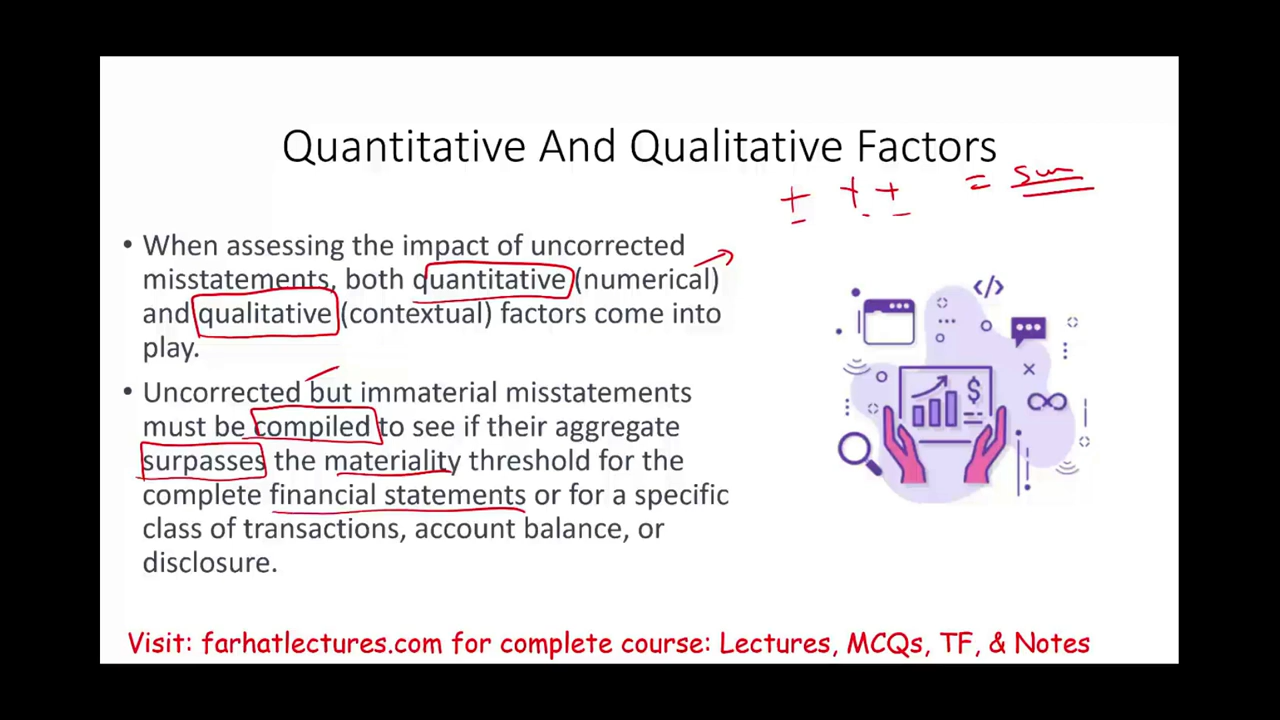 Quantitative And Qualitative Factors
+ + + = Sum
• When assessing the impact of uncorrected
misstatements, both quantitative (numerical)
and qualitative (contextual) factors come into
play.
• Uncorrected but immaterial misstatements
must be compiled to see if their aggregate
surpasses the materiality threshold for the
complete financial statements or for a specific
class of transactions, account balance, or
disclosure.
</>
$
Visit: farhatlectures.com for complete course: Lectures, MCQs, TF, & Notes